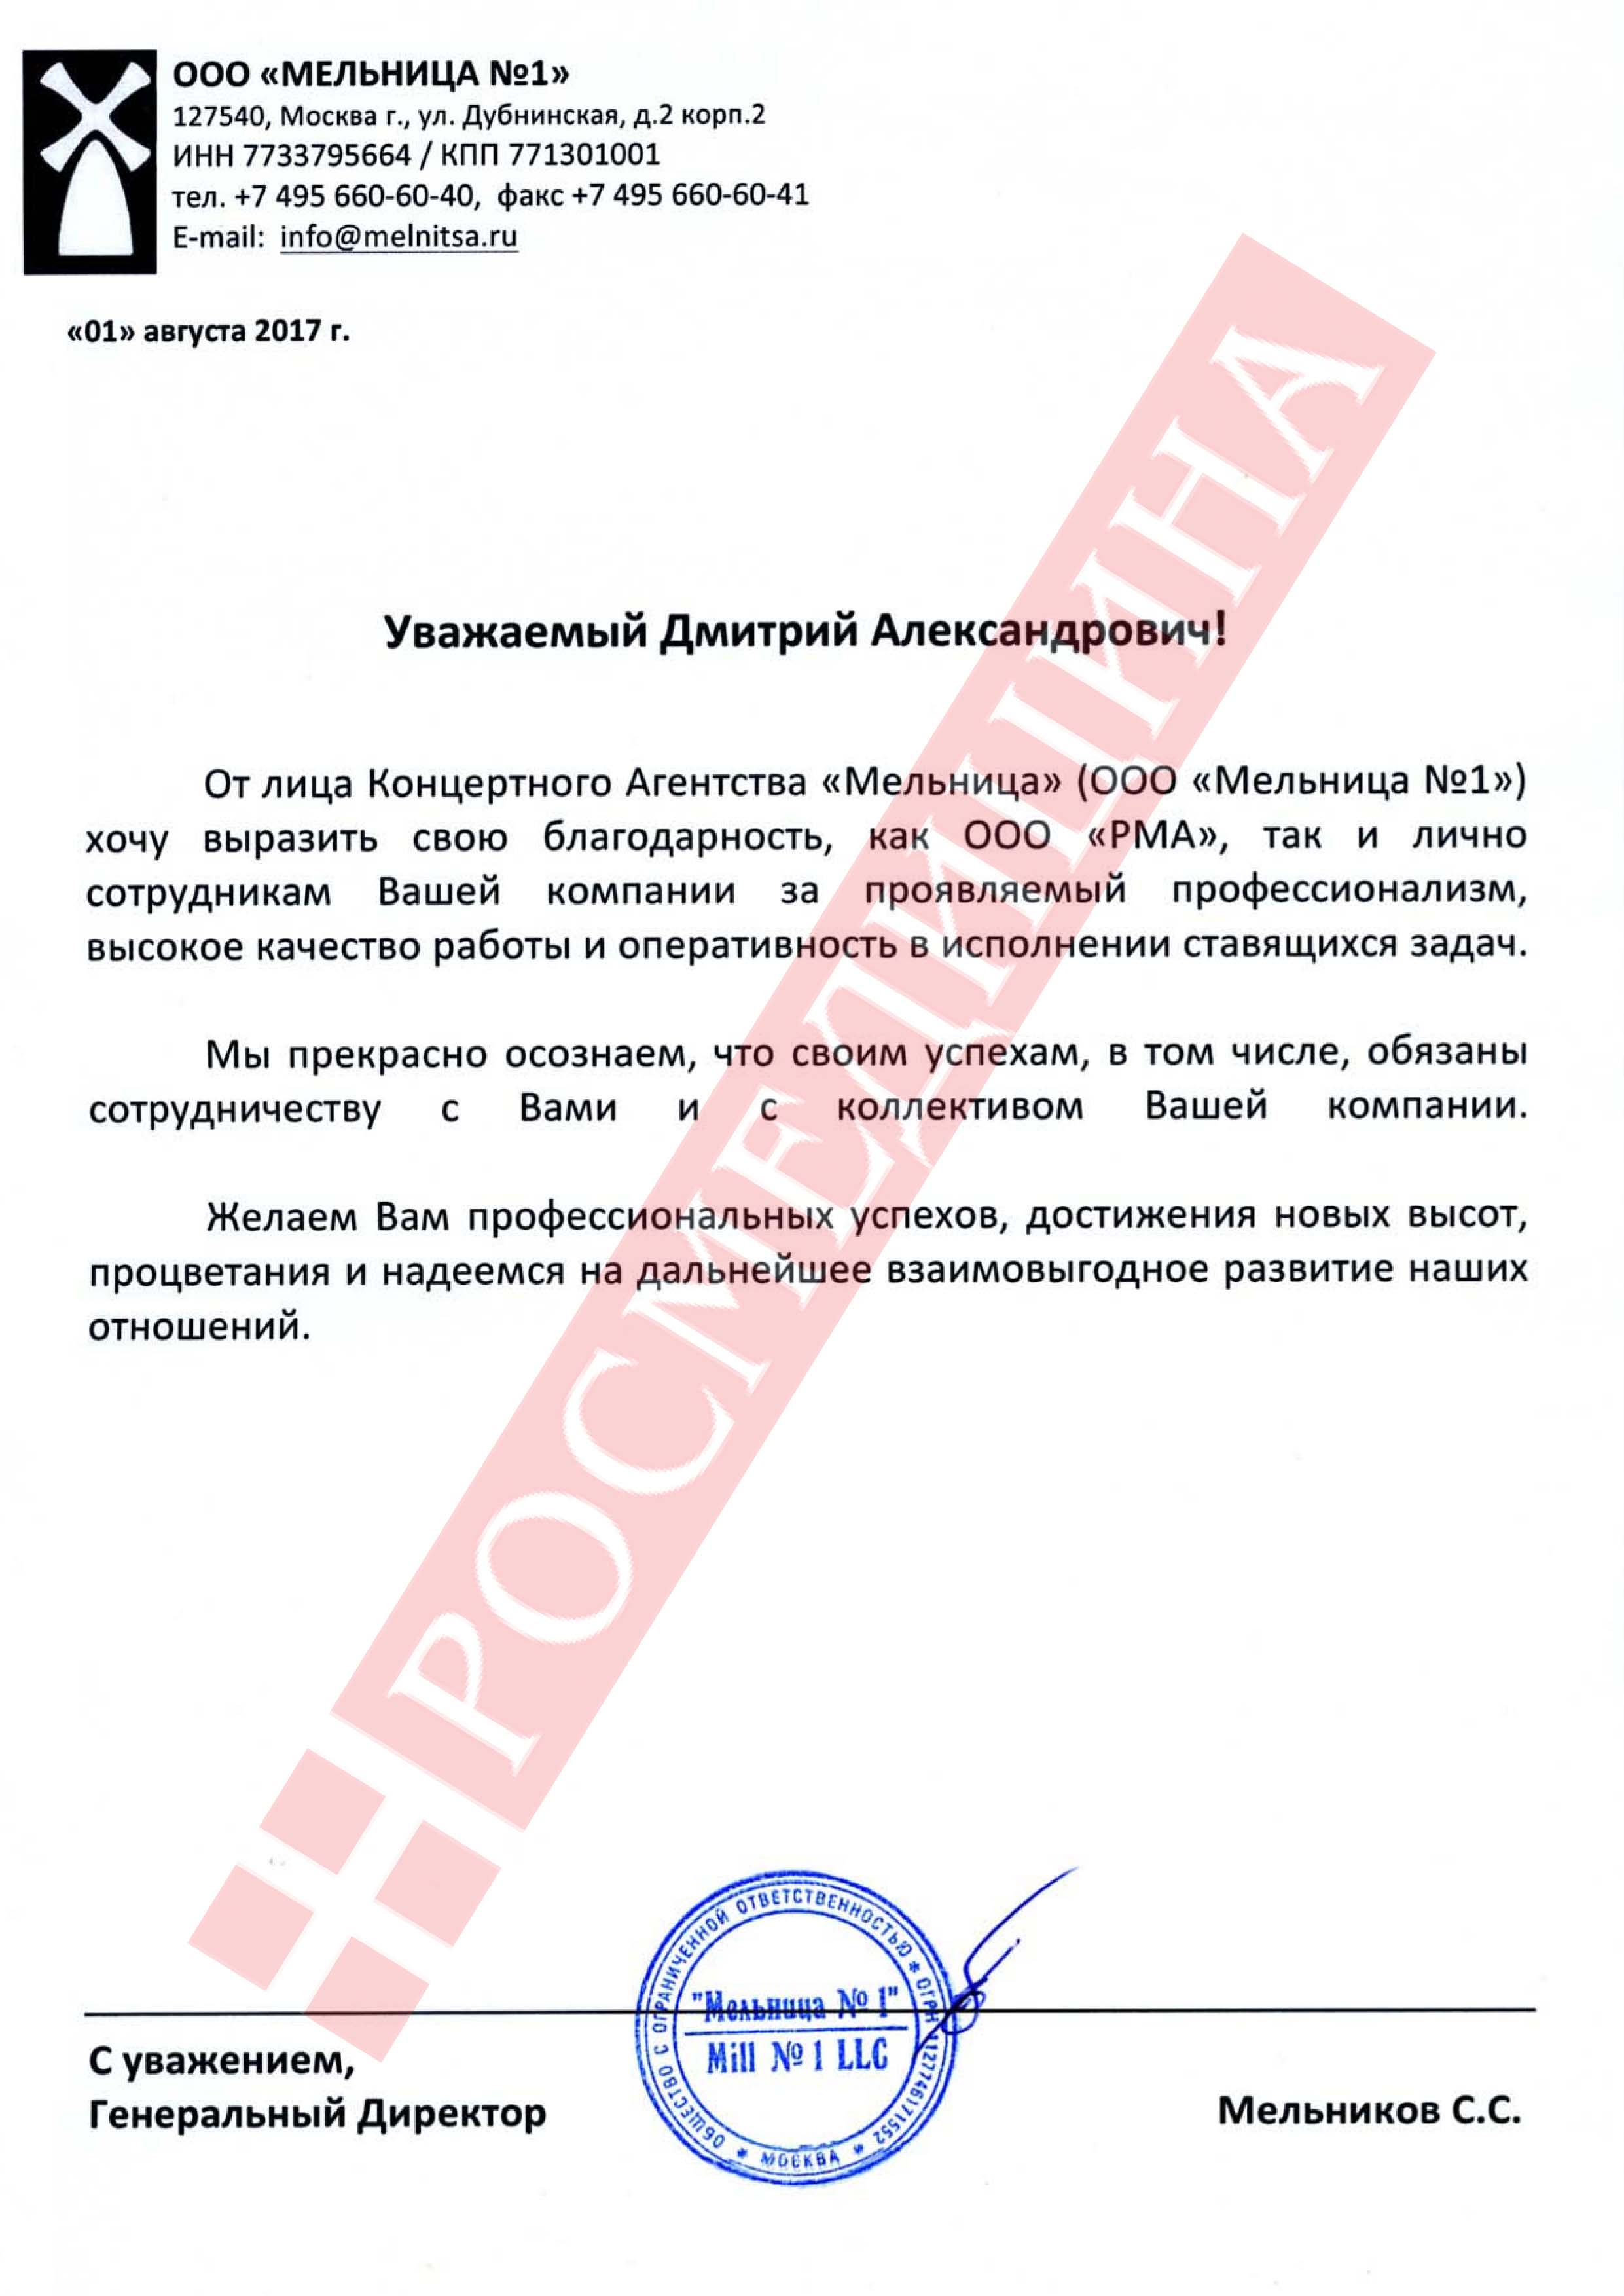 ООО «МЕЛЬНИЦА №1»
127540, Москва г., ул. Дубнинская, д.2 корп.2
ИНН 7733795664 / КПП 771301001
тел. +7 495 660-60-40, факс +7 495 660-60-41
E-mail: info@melnitsa.ru
«01» августа 2017 г.
Уважаемый Дмитрий Александрович!
От лица Концертного Агентства «Мельница» (ООО «Мельница №1»)
хочу выразить свою благодарность, как ООО «РМА», так и лично
сотрудникам Вашей компании за проявляемый профессионализм,
высокое качество работы и оперативность в исполнении ставящихся задач.
Мы прекрасно осознаем, что своим успехам, в том числе, обязаны
сотрудничеству с Вами и с коллективом Вашей компании.
Желаем Вам профессиональных успехов, достижения новых высот,
процветания и надеемся на дальнейшее взаимовыгодное развитие наших
отношений.
РОСМЕДИЦИНА
ОБЩЕСТВО С ОГРАНИЧЕННОЙ ОТВЕТСТВЕННОСТЬЮ * ОГРН 1127746171552 * МОСКВА *
"Мельница № 1"
Mill № 1 LLC
С уважением,
Генеральный Директор
Мельников С.С.